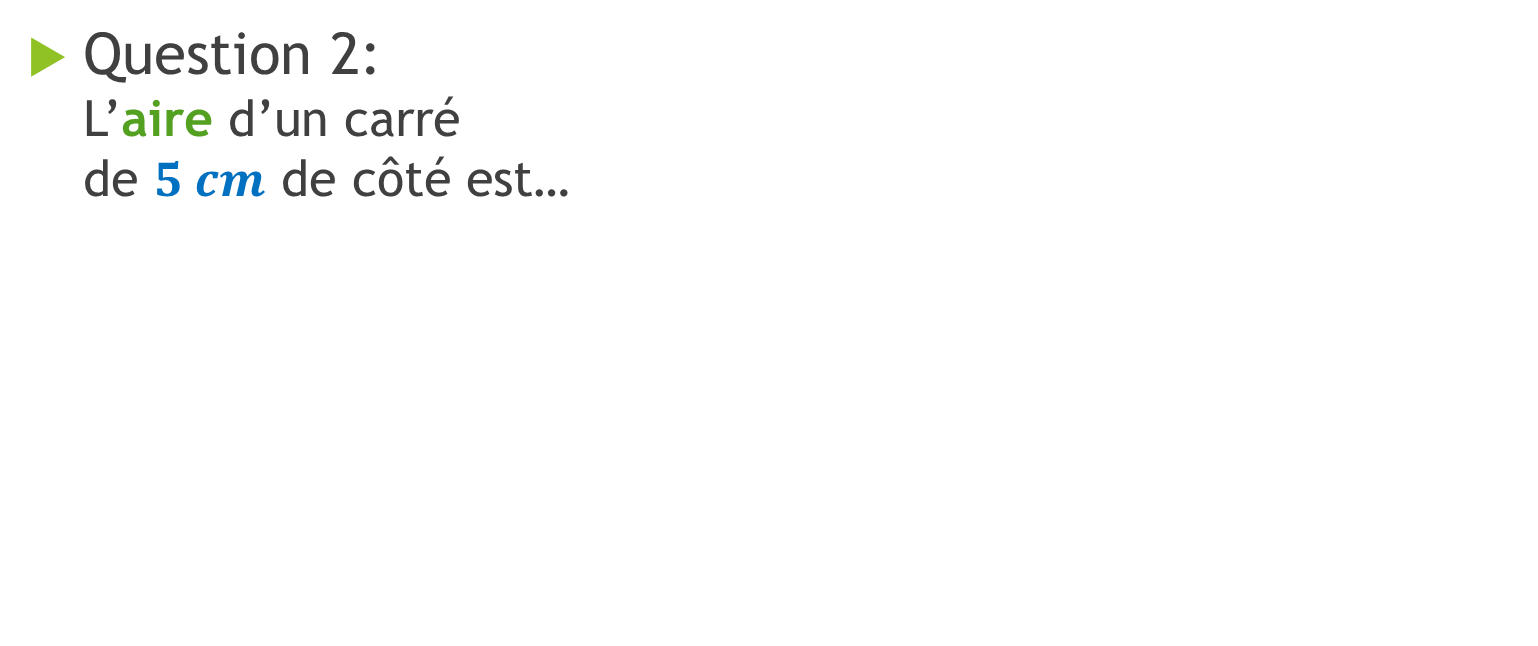 Question 2:
L’aire d’un carré
de 5 cm de côté est…